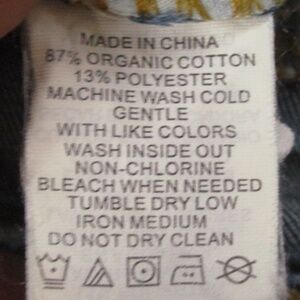 MADE IN CHINA
87% ORGANIC COTTON
13% POLYESTER
MACHINE WASH COLD
GENTLE
WITH LIKE COLORS
WASH INSIDE OUT
NON-CHLORINE
BLEACH WHEN NEEDED
TUMBLE DRY LOW
IRON MEDIUM
DO NOT DRY CLEAN